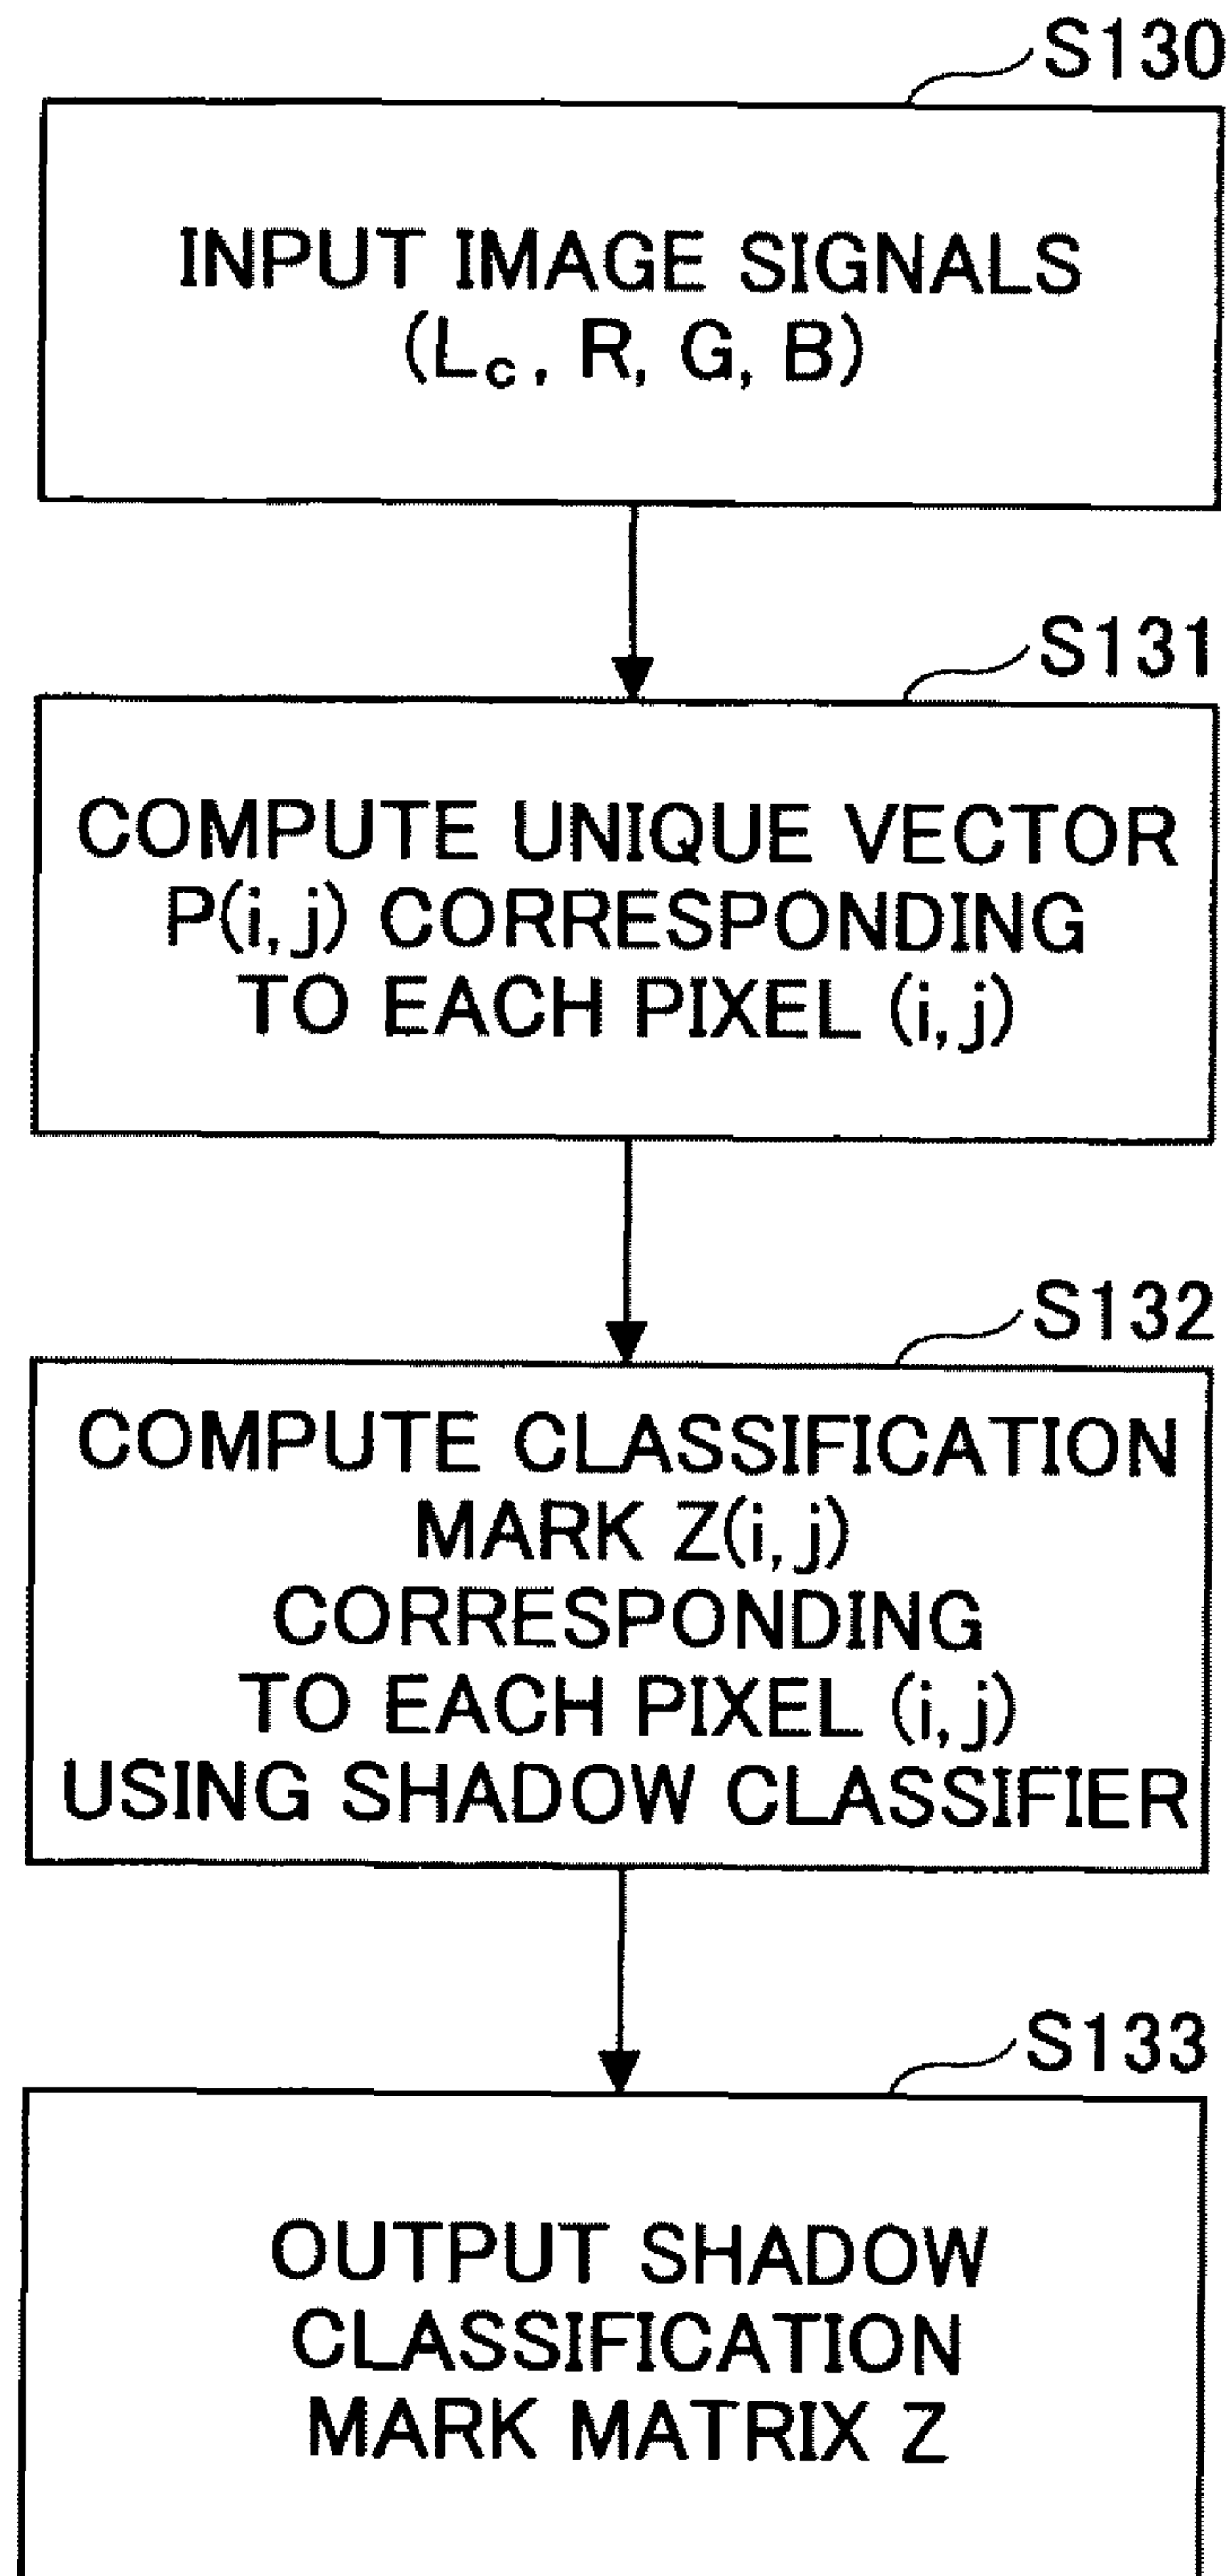 S130
INPUT IMAGE SIGNALS
(Lc, R, G, B)
S131
COMPUTE UNIQUE VECTOR
P(i, j) CORRESPONDING
TO EACH PIXEL (i, j)
S132
COMPUTE CLASSIFICATION
MARK Z(i, j)
CORRESPONDING
TO EACH PIXEL (i, j)
USING SHADOW CLASSIFIER
S133
OUTPUT SHADOW
CLASSIFICATION
MARK MATRIX Z